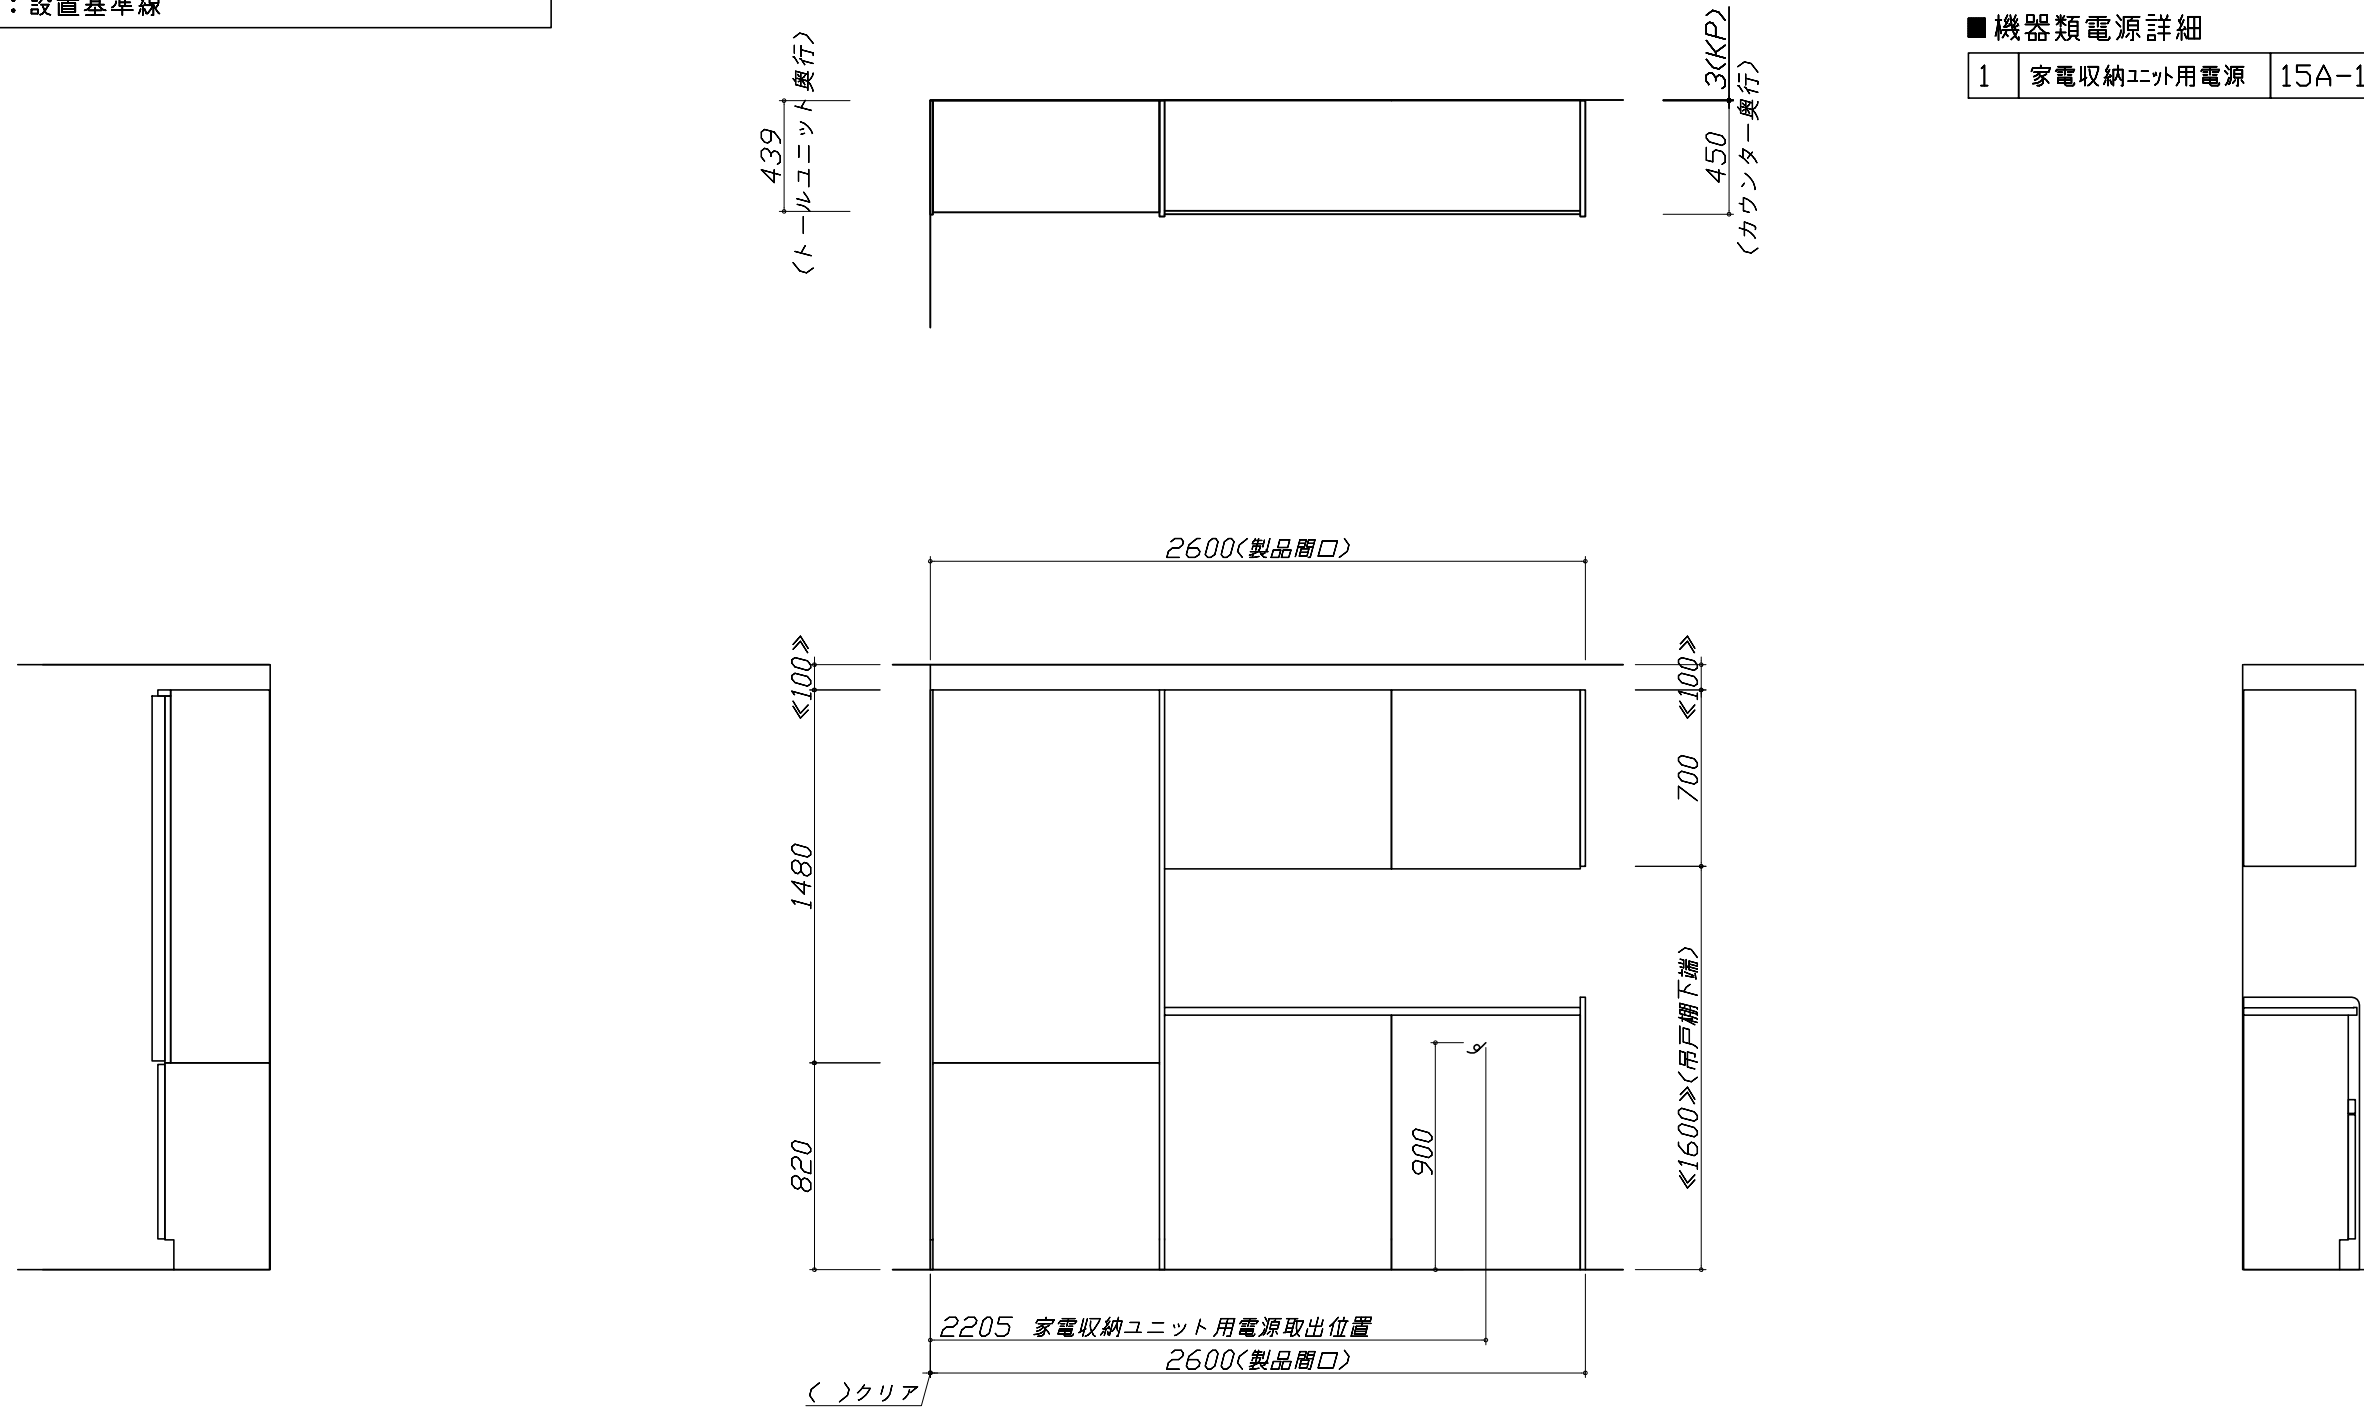 ：設置基準線
■機器類電源詳細
1 家電収納ﾕﾆｯﾄ用電源 15A-1
439
(トールユニット奥行)
3(KP)
450
(カウンター奥行)
2600(製品間口)
≪100≫
1480
820
≪100≫
700
≪1600≫(吊戸棚下端)
900
2205 家電収納ユニット用電源取出位置
2600(製品間口)
( )クリア